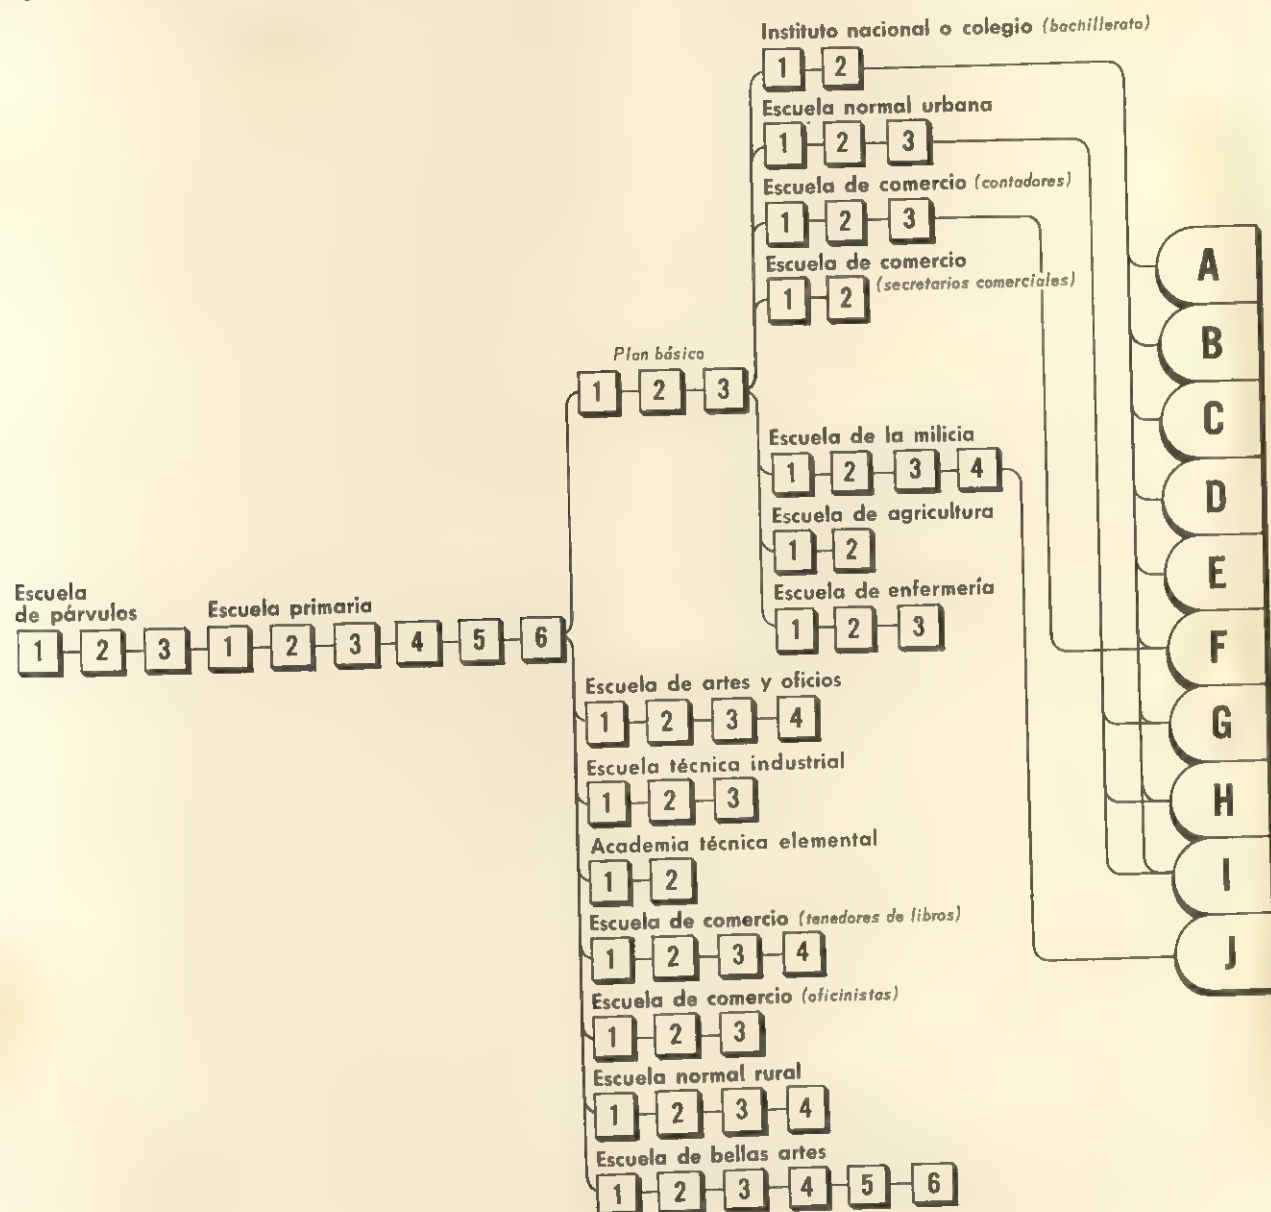 Instituto nacional o colegio (bachillerato)
1 2
Escuela normal urbana
1 2 3
Escuela de comercio (contadores)
1 2 3
Escuela de comercio
(secretarios comerciales)
1 2
Plan básico
1 2 3
Escuela de la milicia
1 2 3 4
Escuela de agricultura
1 2
Escuela de enfermería
1 2 3
Escuela
de párvulos
1 2 3
Escuela primaria
1 2 3 4 5 6
Escuela de artes y oficios
1 2 3 4
Escuela técnica industrial
1 2 3
Academia técnica elemental
1 2
Escuela de comercio (tenedores de libros)
1 2 3 4
Escuela de comercio (oficinistas)
1 2 3
Escuela normal rural
1 2 3 4
Escuela de bellas artes
1 2 3 4 5 6
A
B
C
D
E
F
G
H
I
J